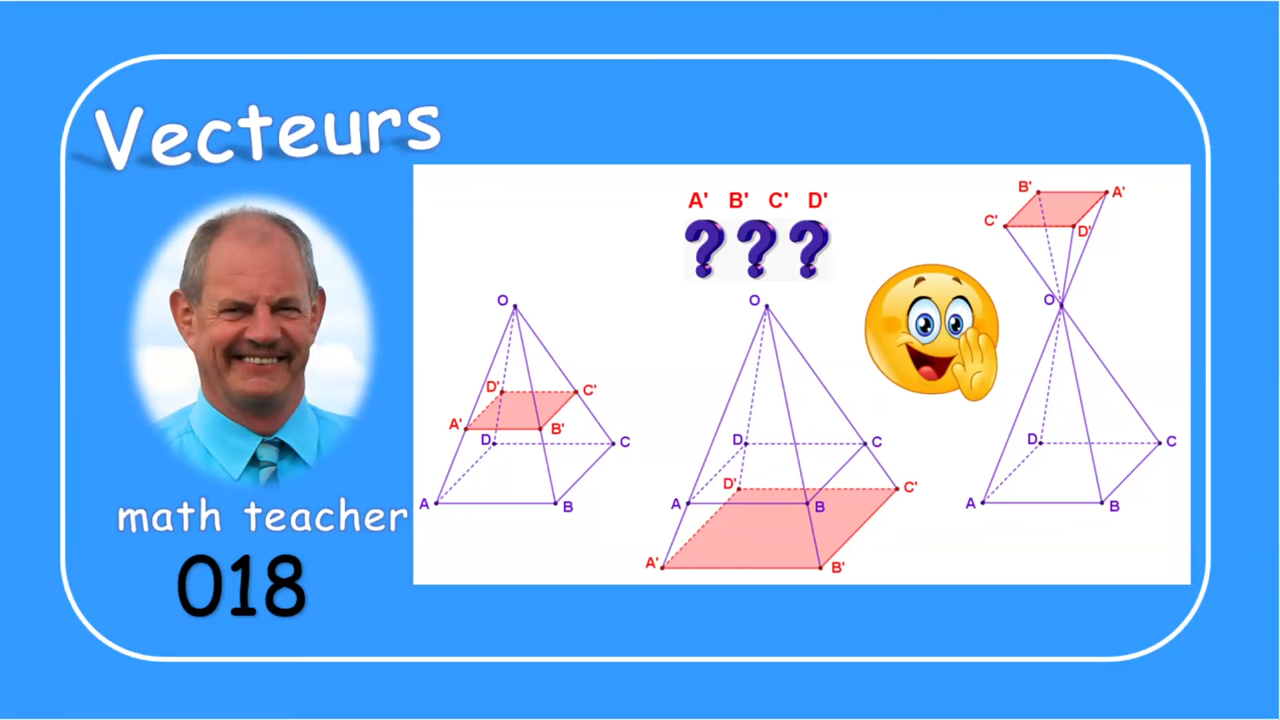 Vecteurs
math teacher
018
A' B' C' D'
? ? ?
O
D'
C'
A'
B'
D
C
A
B
O
D
C
A
B
D'
C'
A'
B'
B'
A'
C'
D'
O
D
C
A
B